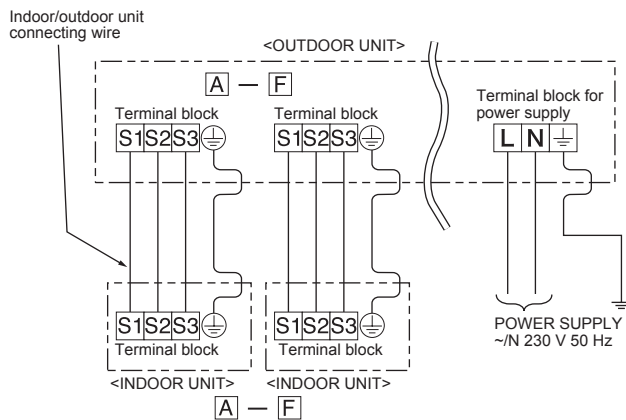 Indoor/outdoor unit
connecting wire
<OUTDOOR UNIT>
A — F
Terminal block
S1 S2 S3
Terminal block
S1 S2 S3
Terminal block for
power supply
L N
S1 S2 S3
Terminal block
<INDOOR UNIT>
S1 S2 S3
Terminal block
<INDOOR UNIT>
A — F
POWER SUPPLY
~/N 230 V 50 Hz